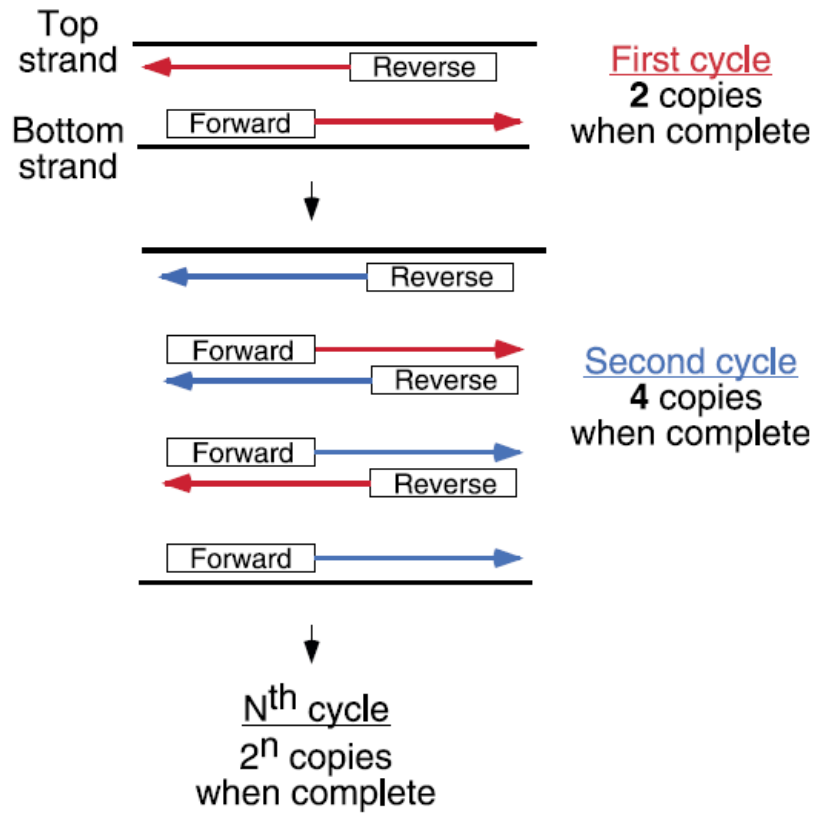 Top
strand
Reverse
First cycle
2 copies
when complete
Forward
Bottom
strand
Reverse
Forward
Reverse
Second cycle
4 copies
when complete
Forward
Reverse
Forward
Nth cycle
2n copies
when complete